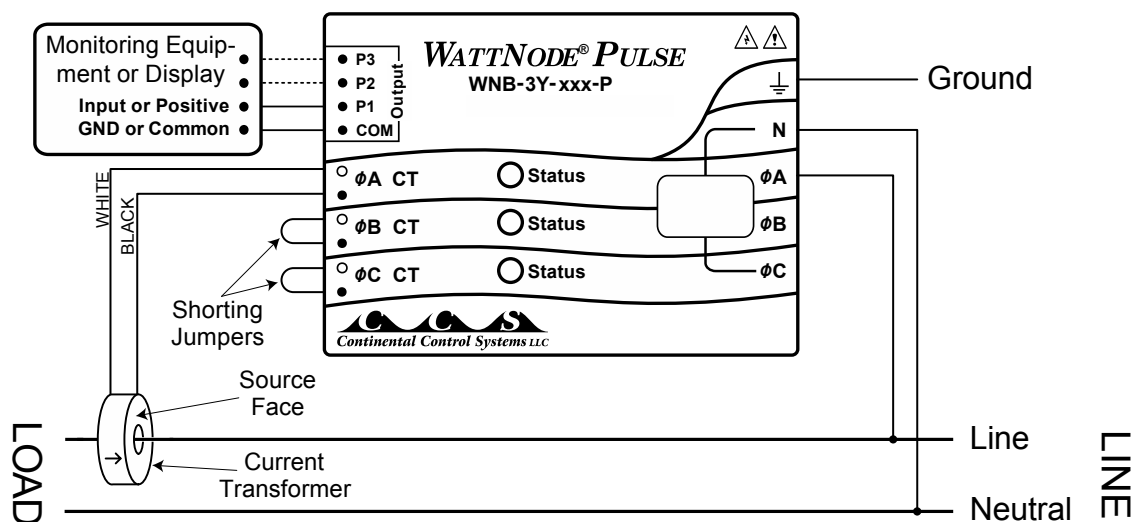 Monitoring Equip-
ment or Display
Input or Positive
GND or Common
P3
P2
P1
COM
Output
WATTNODE® PULSE
WNB-3Y-xxx-P
Ground
N
ϕA CT
Status
ϕA
ϕB CT
Status
ϕB
ϕC CT
Status
ϕC
WHITE
BLACK
Shorting
Jumpers
CCS
Continental Control Systems LLC
Source
Face
Current
Transformer
LOAD
Line
Neutral
LINE